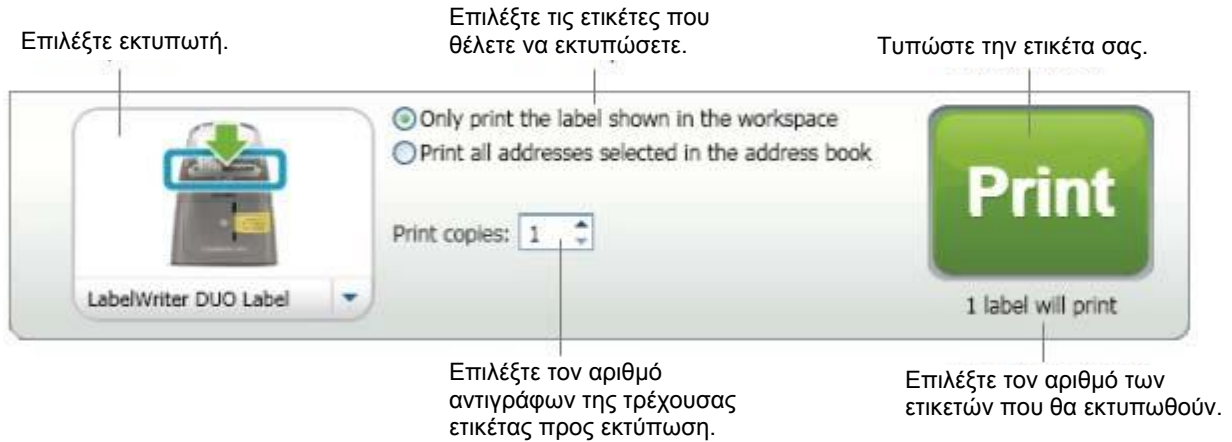 Επιλέξτε εκτυπωτή.
Επιλέξτε τις ετικέτες που
θέλετε να εκτυπώσετε.
Τυπώστε την ετικέτα σας.
Only print the label shown in the workspace
Print all addresses selected in the address book
Print copies: 1
LabelWriter DUO Label
Print
1 label will print
Επιλέξτε τον αριθμό
αντιγράφων της τρέχουσας
ετικέτας προς εκτύπωση.
Επιλέξτε τον αριθμό των
ετικετών που θα εκτυπωθούν.